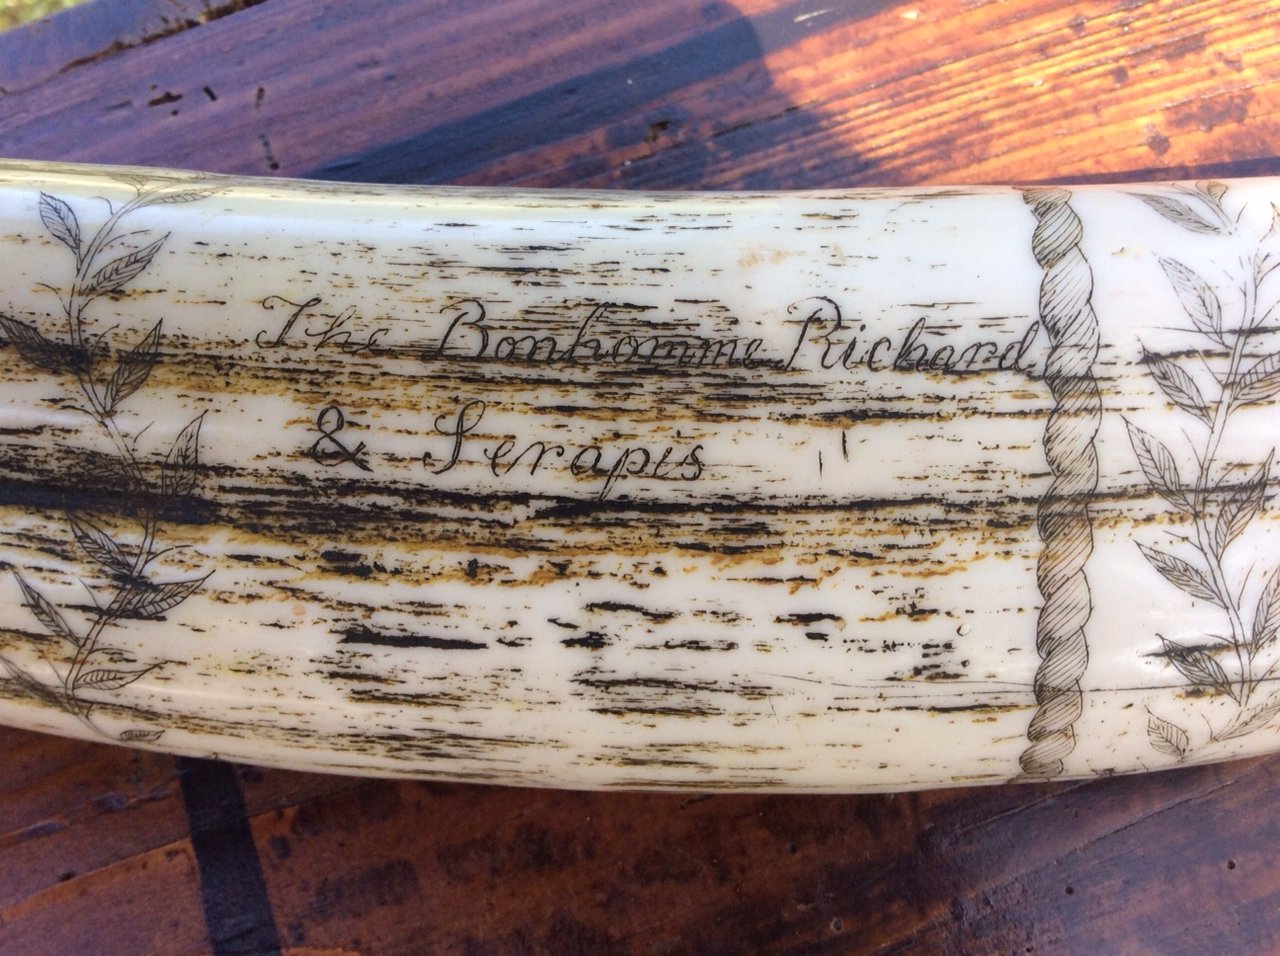 The Bonhomme Richard
& Serapis